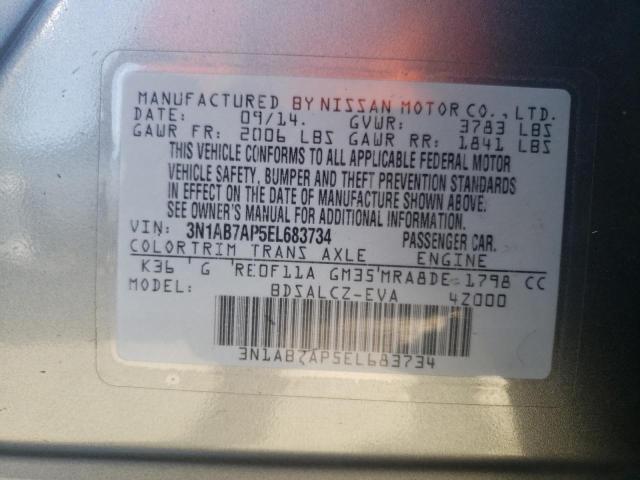 MANUFACTURED BY NISSAN MOTOR CO., LTD.
DATE: 09/14. GVWR: 3783 LBS
GAWR FR: 2006 LBS GAWR RR: 1841 LBS
THIS VEHICLE CONFORMS TO ALL APPLICABLE FEDERAL MOTOR
VEHICLE SAFETY, BUMPER AND THEFT PREVENTION STANDARDS
IN EFFECT ON THE DATE OF MANUFACTURE SHOWN ABOVE.
SEE OWNER'S MANUAL FOR ADDITIONAL INFORMATION.
VIN: 3N1AB7AP5EL683734 PASSENGER CAR.
COLOR TRIM TRANS AXLE ENGINE
K36 G RE0F11A GM35 MRA8DE 1798 CC
MODEL: BDSALCZ-EVA 4Z000
3N1AB7AP5EL683734